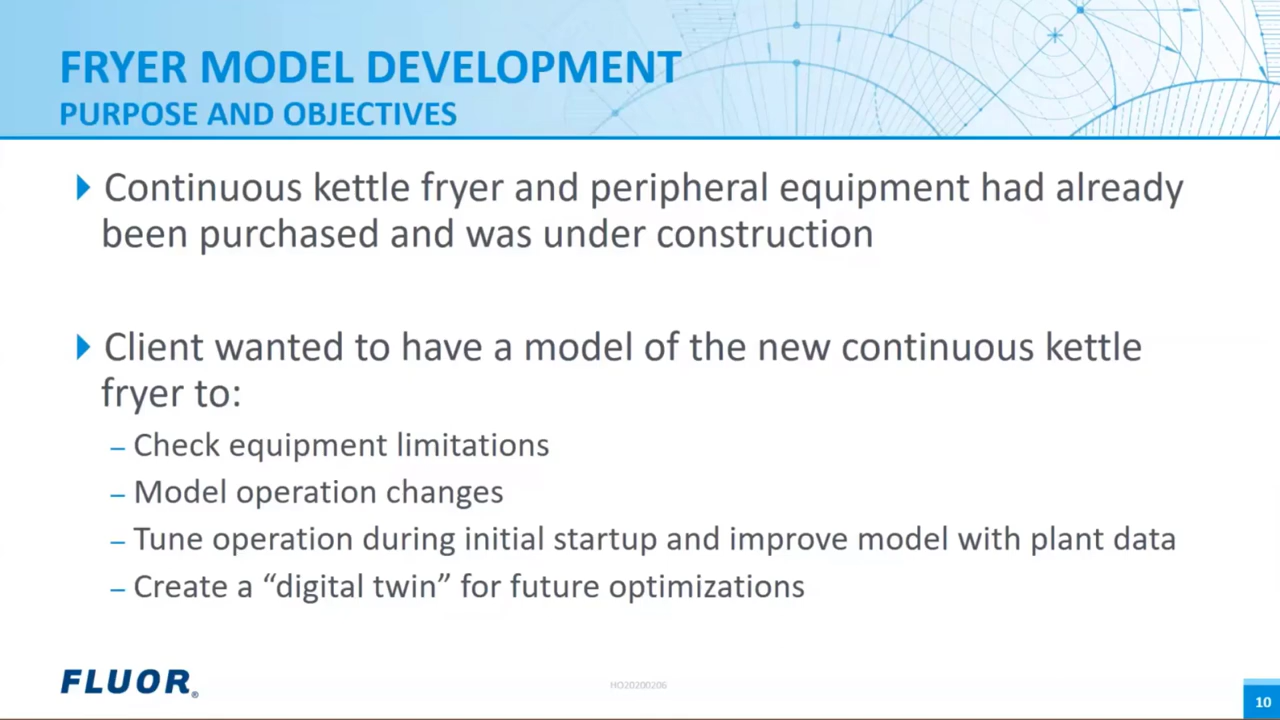 FRYER MODEL DEVELOPMENT
PURPOSE AND OBJECTIVES
Continuous kettle fryer and peripheral equipment had already
been purchased and was under construction
Client wanted to have a model of the new continuous kettle
fryer to:
– Check equipment limitations
– Model operation changes
– Tune operation during initial startup and improve model with plant data
– Create a “digital twin” for future optimizations
FLUOR®
HO20200206
10